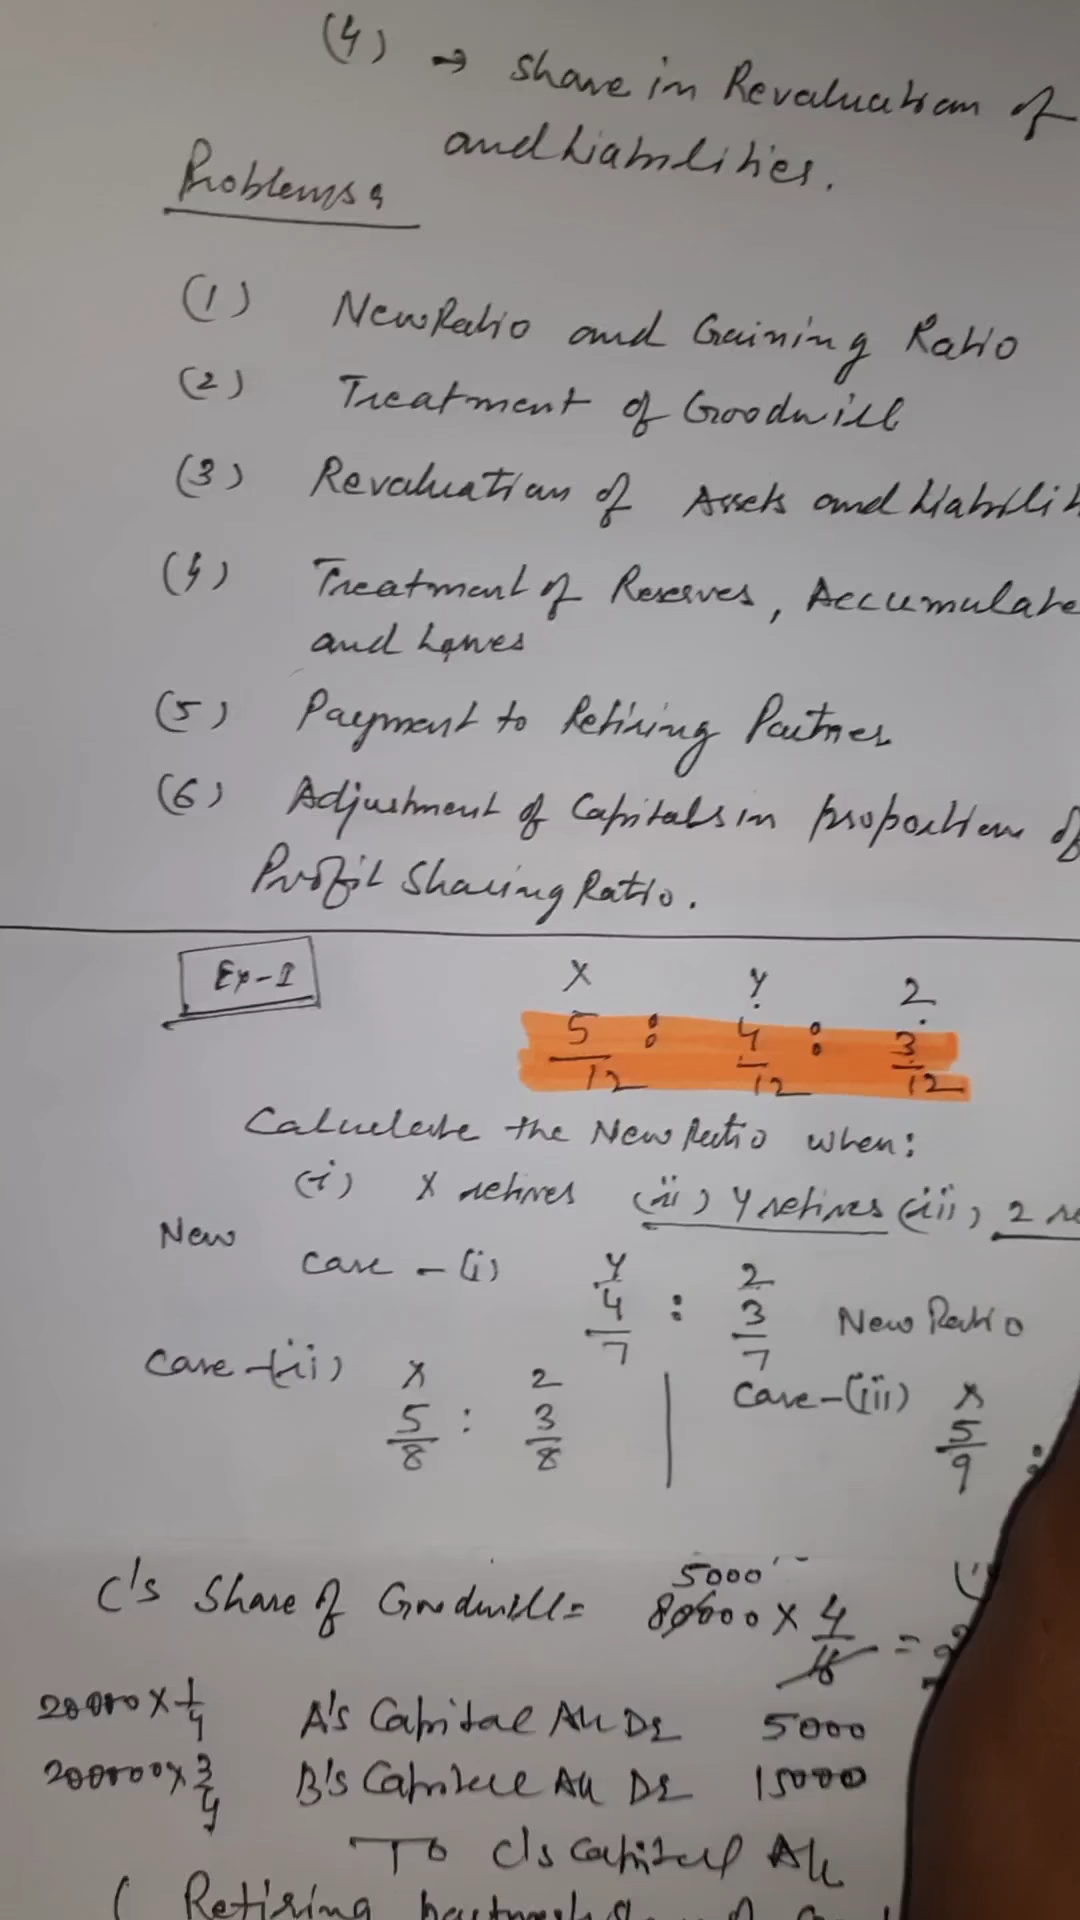 (4) → Share in Revaluation of
and Liabilities.
Problems
(1) New Ratio and Gaining Ratio
(2) Treatment of Goodwill
(3) Revaluation of Assets and Liabilit
(4) Treatment of Reserves, Accumulate
and Losses
(5) Payment to Retiring Partner
(6) Adjustment of Capitals in proportion of
Profit Sharing Ratio.
Ex-1
X Y Z
5/12 : 4/12 : 3/12
Calculate the New Ratio when:
(i) X retires (ii) Y retires (iii) Z re
New
Case-(i) Y Z
4/7 : 3/7 New Ratio
Case-(ii) X Z
5/8 : 3/8
Case-(iii) X
5/9 :
C's Share of Goodwill = 80000 × 4/16 =
5000
20000 × 1/4 A's Capital A/c Dr 5000
200000 × 3/4 B's Capital A/c Dr 15000
To C's Capital A/c
( Retiring